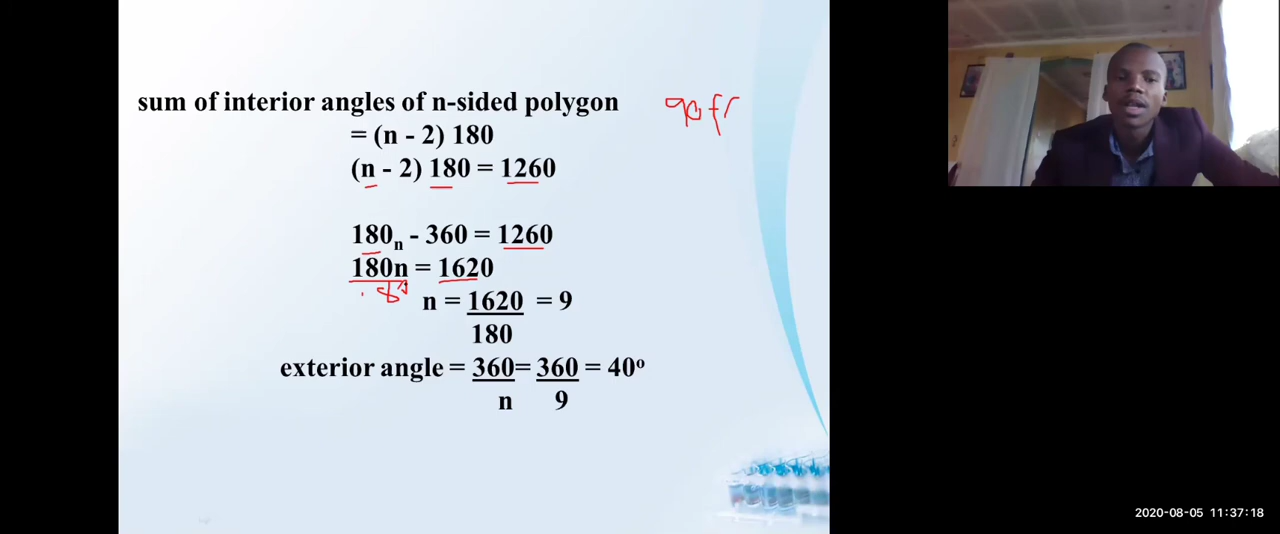 sum of interior angles of n-sided polygon
= (n - 2) 180
(n - 2) 180 = 1260
180n - 360 = 1260
180n = 1620
n = 1620 = 9
180
exterior angle = 360= 360 = 40º
n 9
2020-08-05 11:37:18